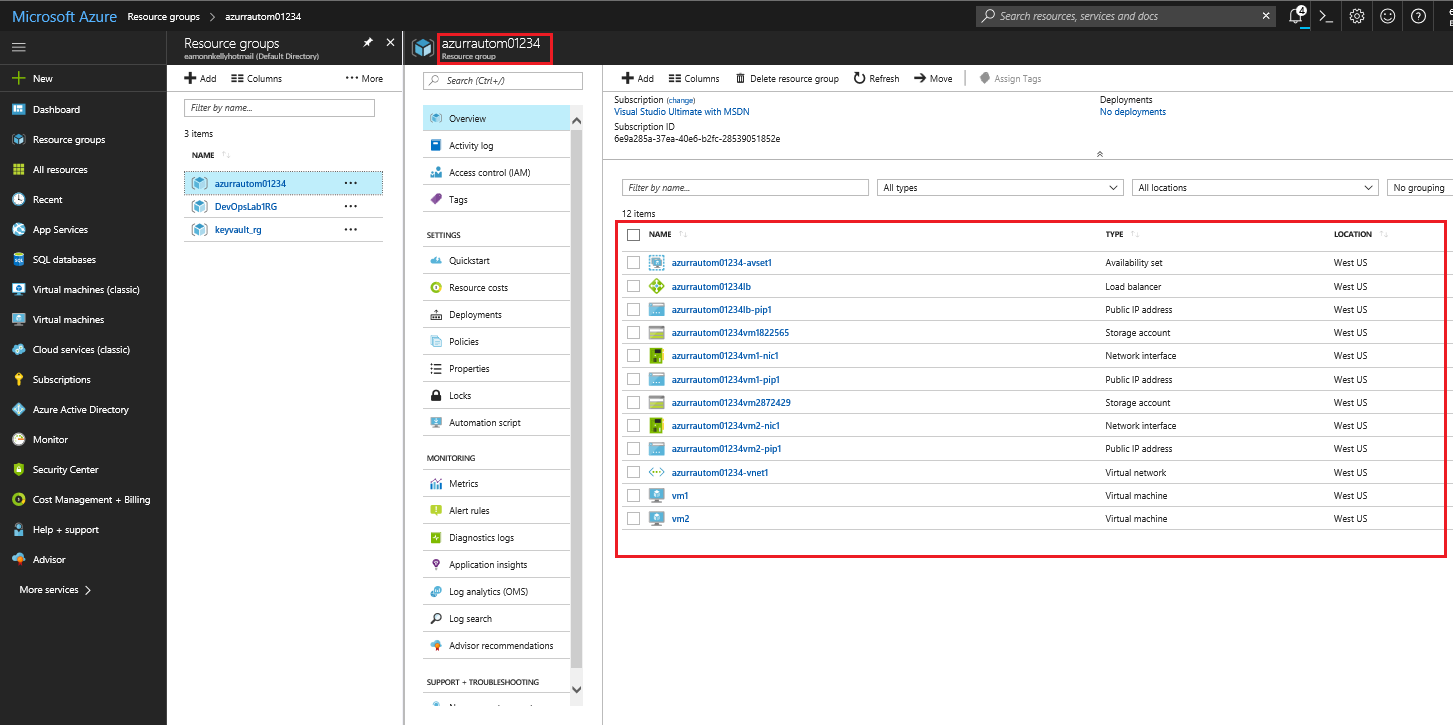 Microsoft Azure Resource groups > azurrautom01234
Search resources, services and docs
4
New
Dashboard
Resource groups
All resources
Recent
App Services
SQL databases
Virtual machines (classic)
Virtual machines
Cloud services (classic)
Subscriptions
Azure Active Directory
Monitor
Security Center
Cost Management + Billing
Help + support
Advisor
More services >
Resource groups
eamonnkellyhotmail (Default Directory)
Add Columns ••• More
Filter by name...
3 items
NAME
azurrautom01234 •••
DevOpsLab1RG •••
keyvault_rg •••
azurrautom01234
Resource group
Search (Ctrl+/)
Overview
Activity log
Access control (IAM)
Tags
SETTINGS
Quickstart
Resource costs
Deployments
Policies
Properties
Locks
Automation script
MONITORING
Metrics
Alert rules
Diagnostics logs
Application insights
Log analytics (OMS)
Log search
Advisor recommendations
SUPPORT + TROUBLESHOOTING
Add Columns Delete resource group Refresh Move Assign Tags
Subscription (change)
Visual Studio Ultimate with MSDN
Subscription ID
6e9a285a-37ea-40e6-b2fc-28539051852e
Deployments
No deployments
Filter by name... All types All locations No grouping
12 items
NAME TYPE LOCATION
azurrautom01234-avset1 Availability set West US
azurrautom01234lb Load balancer West US
azurrautom01234lb-pip1 Public IP address West US
azurrautom01234vm1822565 Storage account West US
azurrautom01234vm1-nic1 Network interface West US
azurrautom01234vm1-pip1 Public IP address West US
azurrautom01234vm2872429 Storage account West US
azurrautom01234vm2-nic1 Network interface West US
azurrautom01234vm2-pip1 Public IP address West US
azurrautom01234-vnet1 Virtual network West US
vm1 Virtual machine West US
vm2 Virtual machine West US